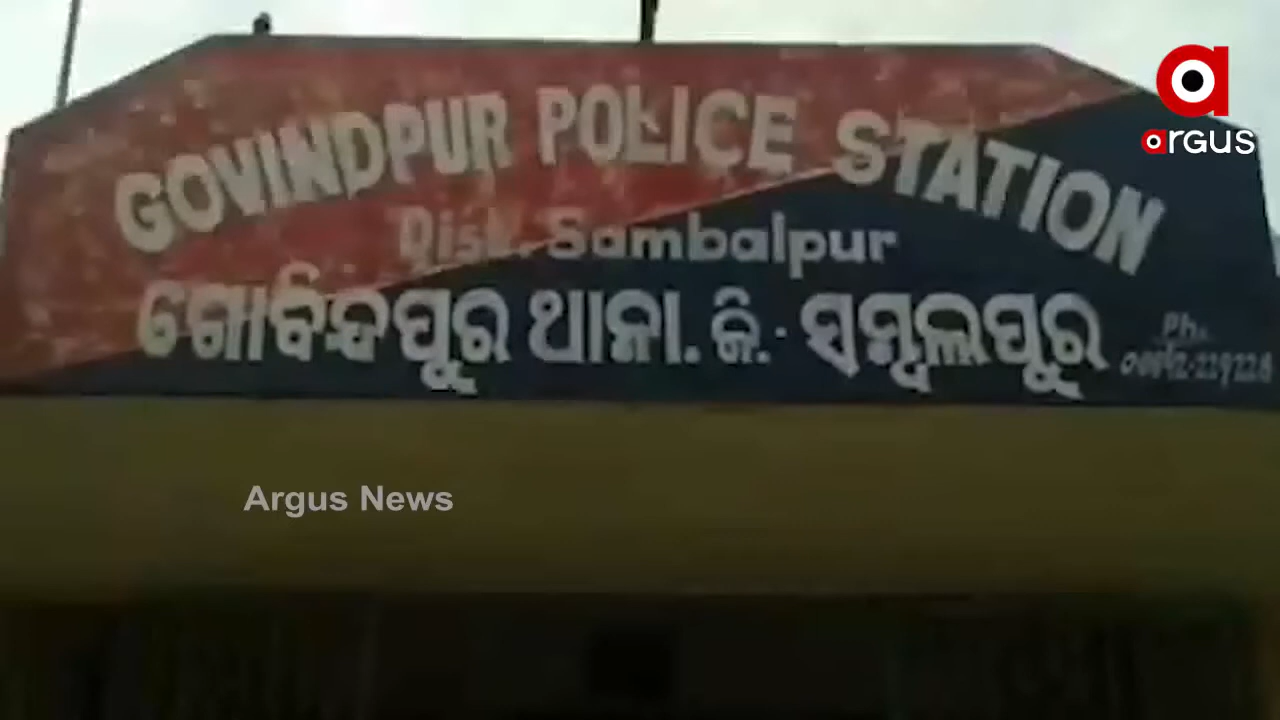 GOVINDPUR POLICE STATION
Dist. Sambalpur
ଗୋବିନ୍ଦପୁର ଥାନା. ଜି. ସମ୍ବଲପୁର
Ph.
argus
Argus News